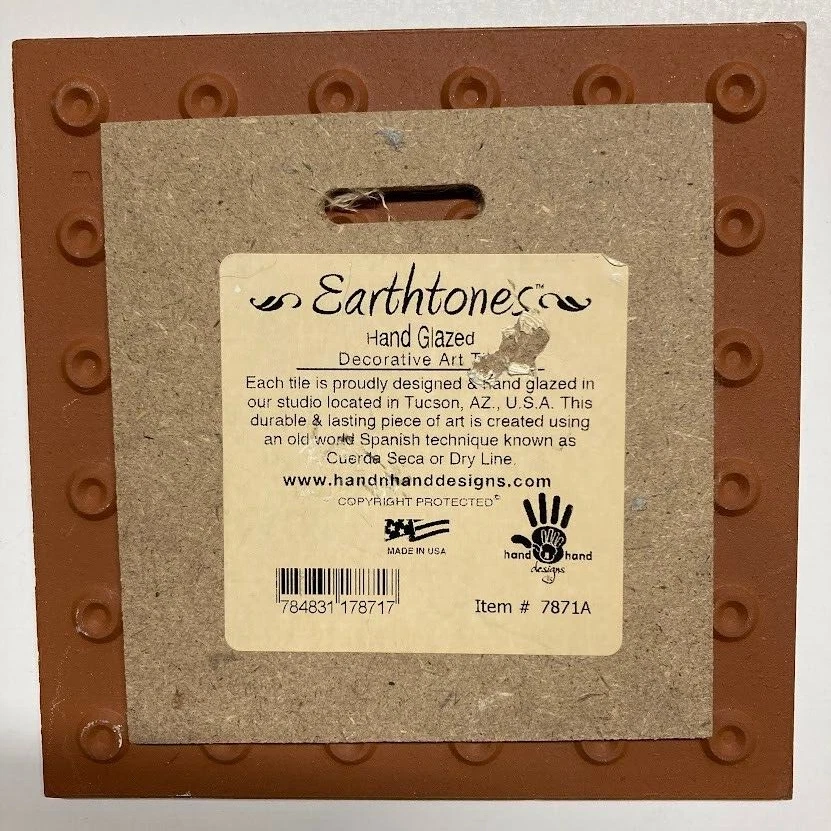 Earthtones™
Hand Glazed
Decorative Art
Each tile is proudly designed & hand glazed in
our studio located in Tucson, AZ., U.S.A. This
durable & lasting piece of art is created using
an old world Spanish technique known as
Cuerda Seca or Dry Line.
www.handnhanddesigns.com
COPYRIGHT PROTECTED©
MADE IN USA
hand hand
designs
784831 178717
Item # 7871A